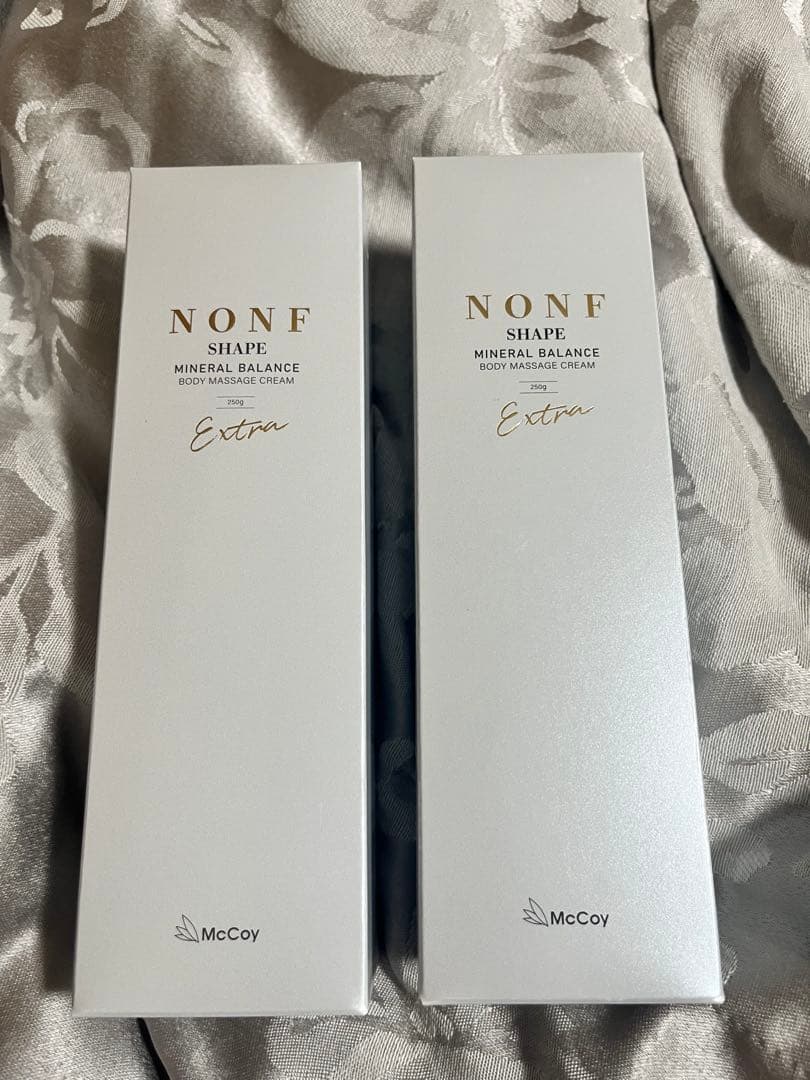 NONF
SHAPE
MINERAL BALANCE
BODY MASSAGE CREAM
250g
Extra
McCoy
NONF
SHAPE
MINERAL BALANCE
BODY MASSAGE CREAM
250g
Extra
McCoy